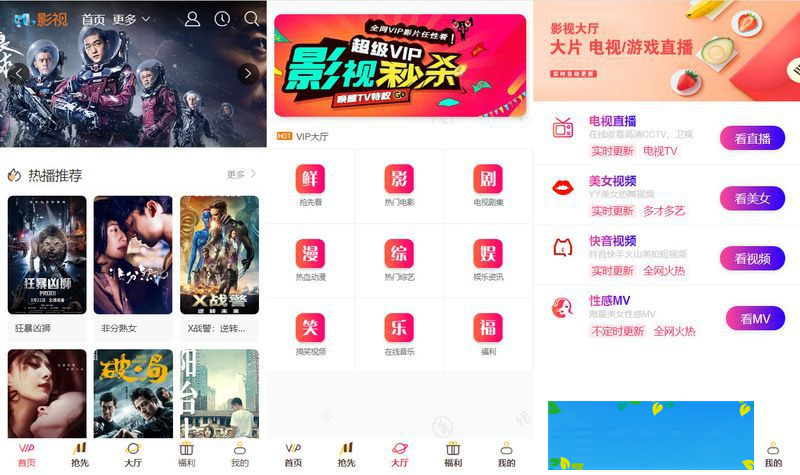 影视
首页
更多
热播推荐
更多
狂暴凶狮
狂暴凶狮
非分熟女
X战警
逆转未来
X战警：逆转...
破·局
阳台
VIP
首页
抢先
大厅
福利
我的
全网VIP影片任性看!
超级VIP
影视秒杀
唤醒TV特权 GO
HOT VIP大厅
鲜
抢先看
影
热门电影
剧
电视剧集
漫
热血动漫
综
热门综艺
娱
娱乐资讯
笑
搞笑视频
乐
在线音乐
福
福利
VIP
首页
抢先
大厅
福利
我的
影视大厅
大片 电视/游戏直播
实时自动更新
电视直播
在线收看高清CCTV、卫视
实时更新 电视TV
看直播
美女视频
YY美女热舞视频
实时更新 多才多艺
看美女
快音视频
抖音快手火山美拍短视频
实时更新 全网火热
看视频
性感MV
海量美女性感MV
不定时更新 全网火热
看MV
我的